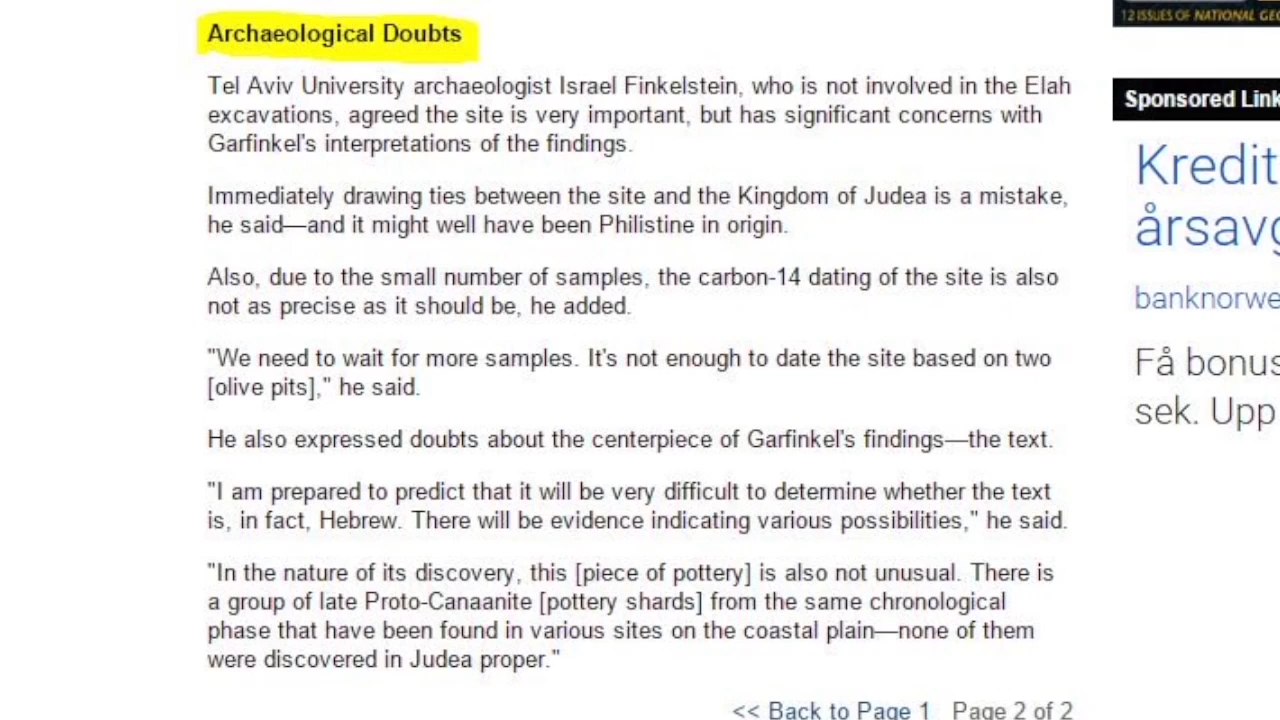 12 ISSUES OF NATIONAL GEO
Archaeological Doubts
Tel Aviv University archaeologist Israel Finkelstein, who is not involved in the Elah
excavations, agreed the site is very important, but has significant concerns with
Garfinkel's interpretations of the findings.
Immediately drawing ties between the site and the Kingdom of Judea is a mistake,
he said—and it might well have been Philistine in origin.
Also, due to the small number of samples, the carbon-14 dating of the site is also
not as precise as it should be, he added.
"We need to wait for more samples. It's not enough to date the site based on two
[olive pits]," he said.
He also expressed doubts about the centerpiece of Garfinkel's findings—the text.
"I am prepared to predict that it will be very difficult to determine whether the text
is, in fact, Hebrew. There will be evidence indicating various possibilities," he said.
"In the nature of its discovery, this [piece of pottery] is also not unusual. There is
a group of late Proto-Canaanite [pottery shards] from the same chronological
phase that have been found in various sites on the coastal plain—none of them
were discovered in Judea proper."
<< Back to Page 1 Page 2 of 2
Sponsored Link
Kredit
årsavg
banknorwe
Få bonus
sek. Upp